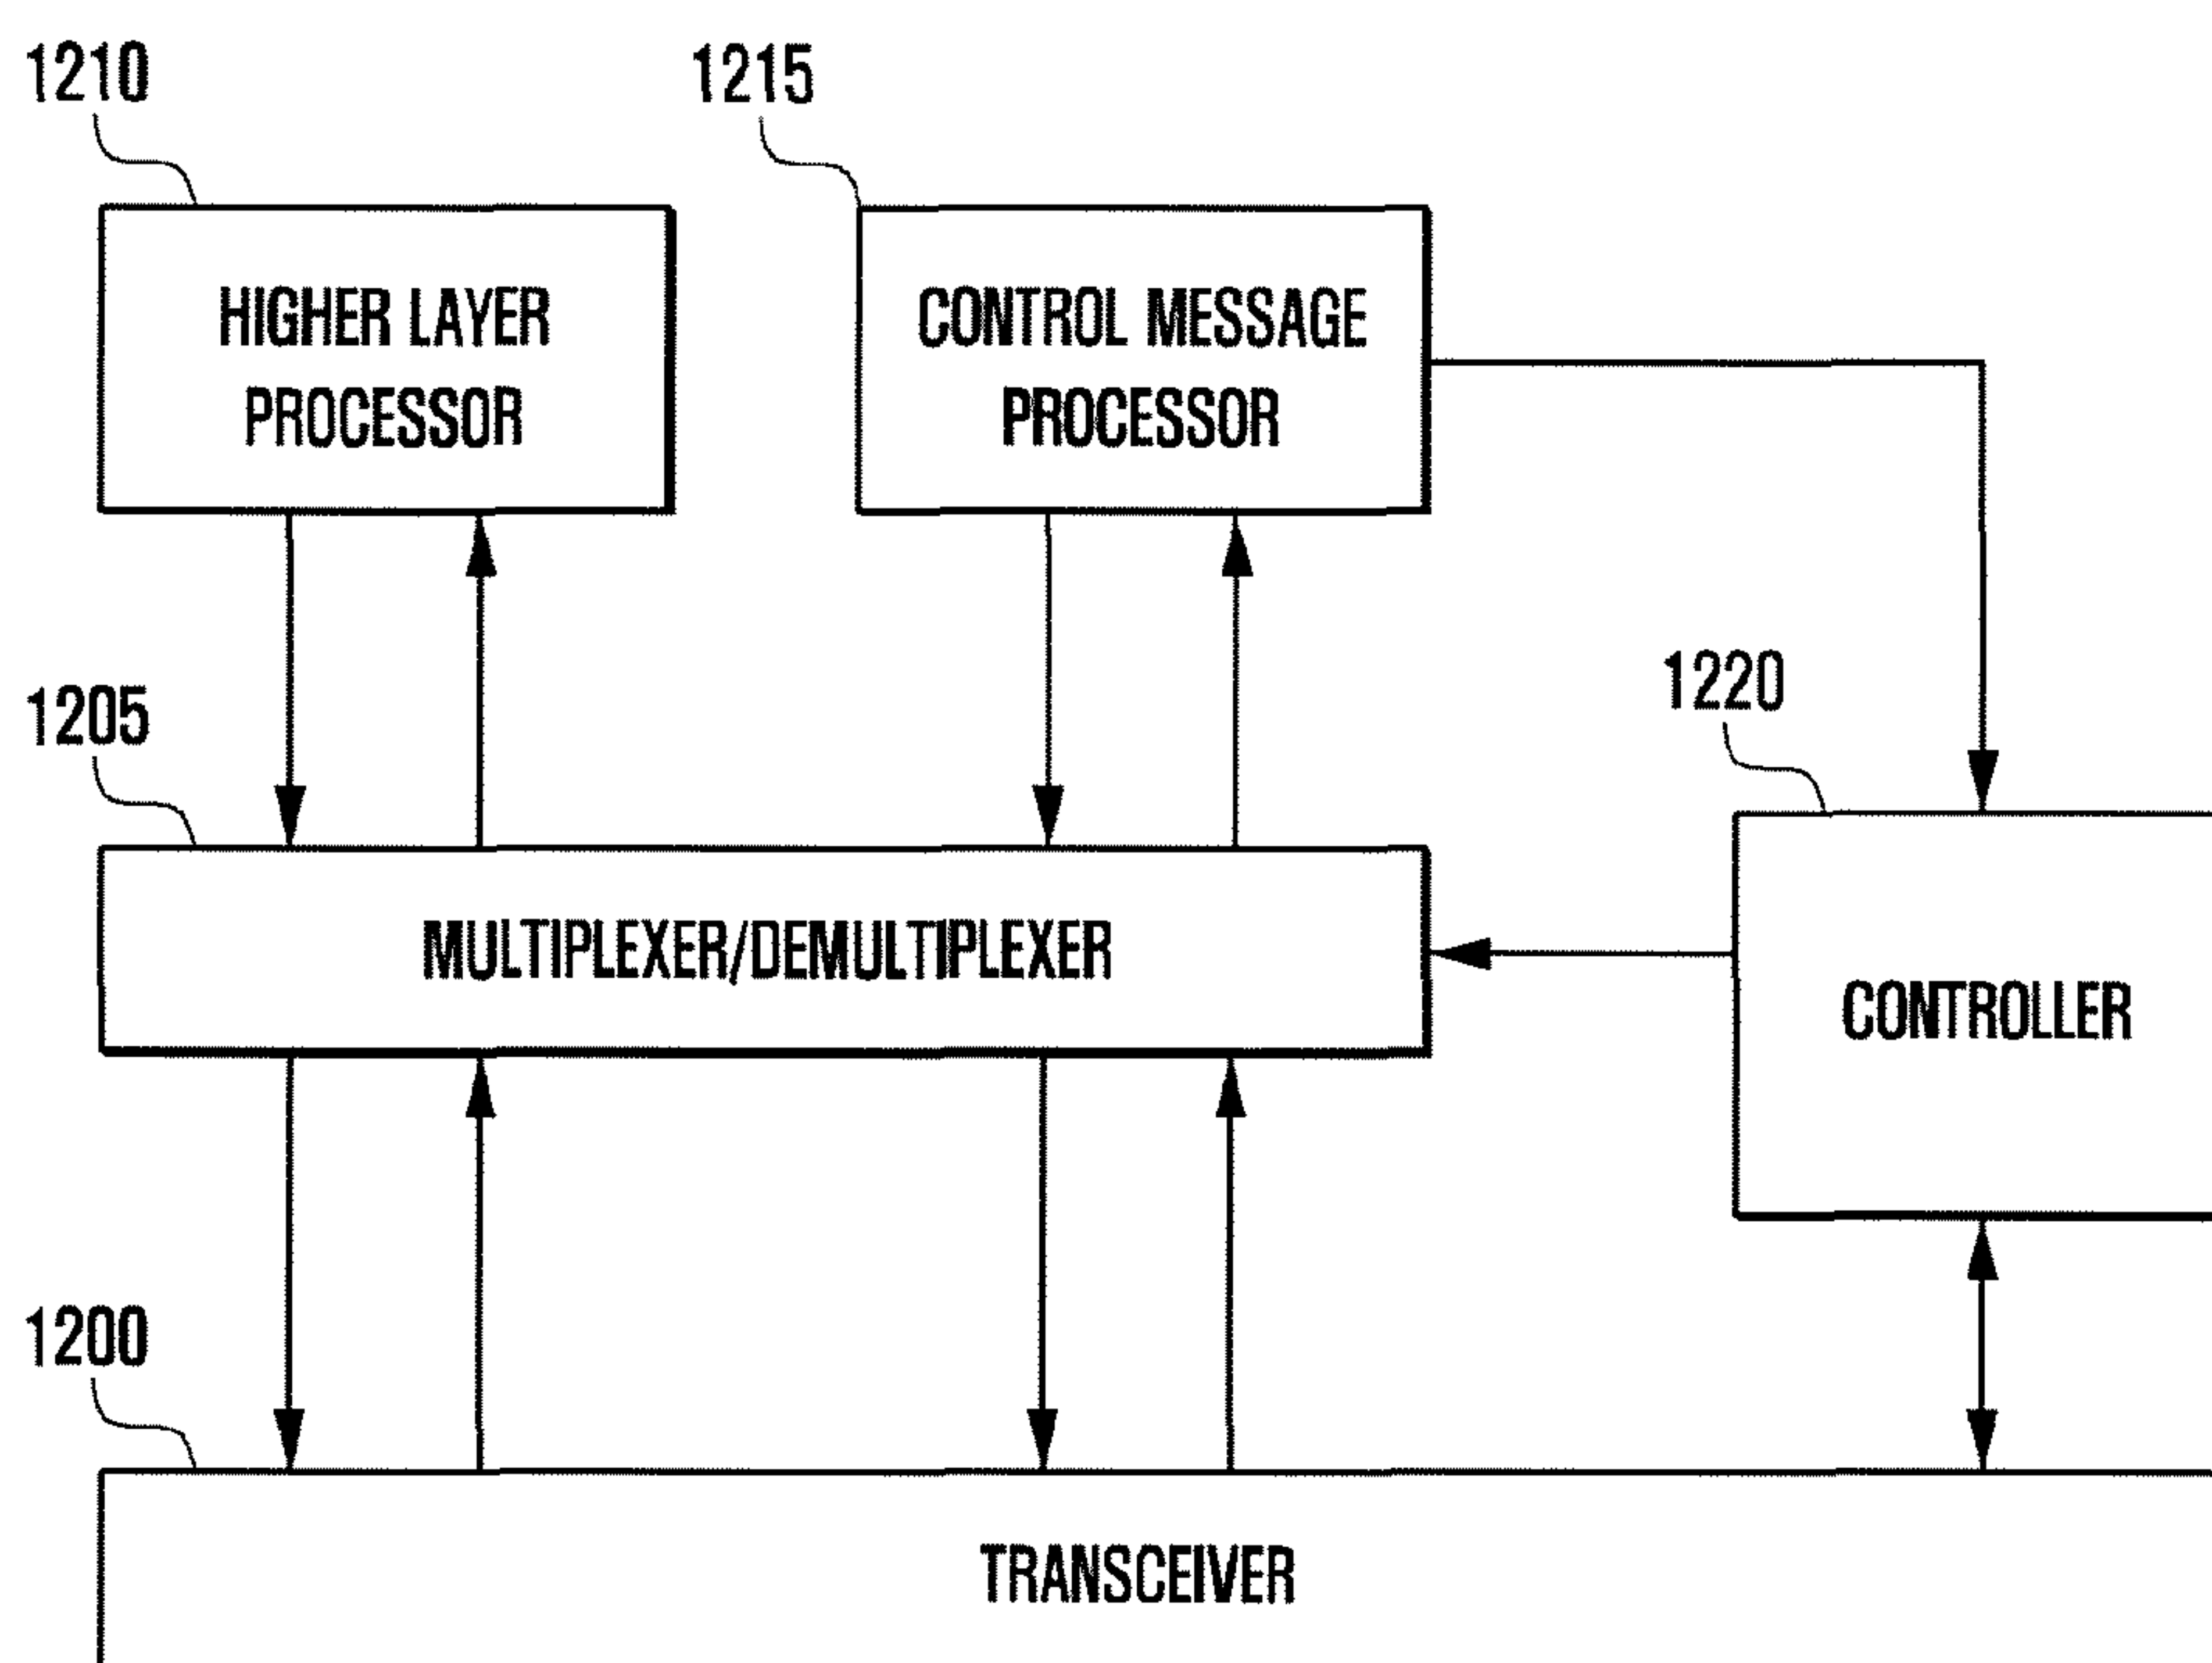 1210
1215
HIGHER LAYER
PROCESSOR
CONTROL MESSAGE
PROCESSOR
1205
1220
MULTIPLEXER/DEMULTIPLEXER
CONTROLLER
1200
TRANSCEIVER